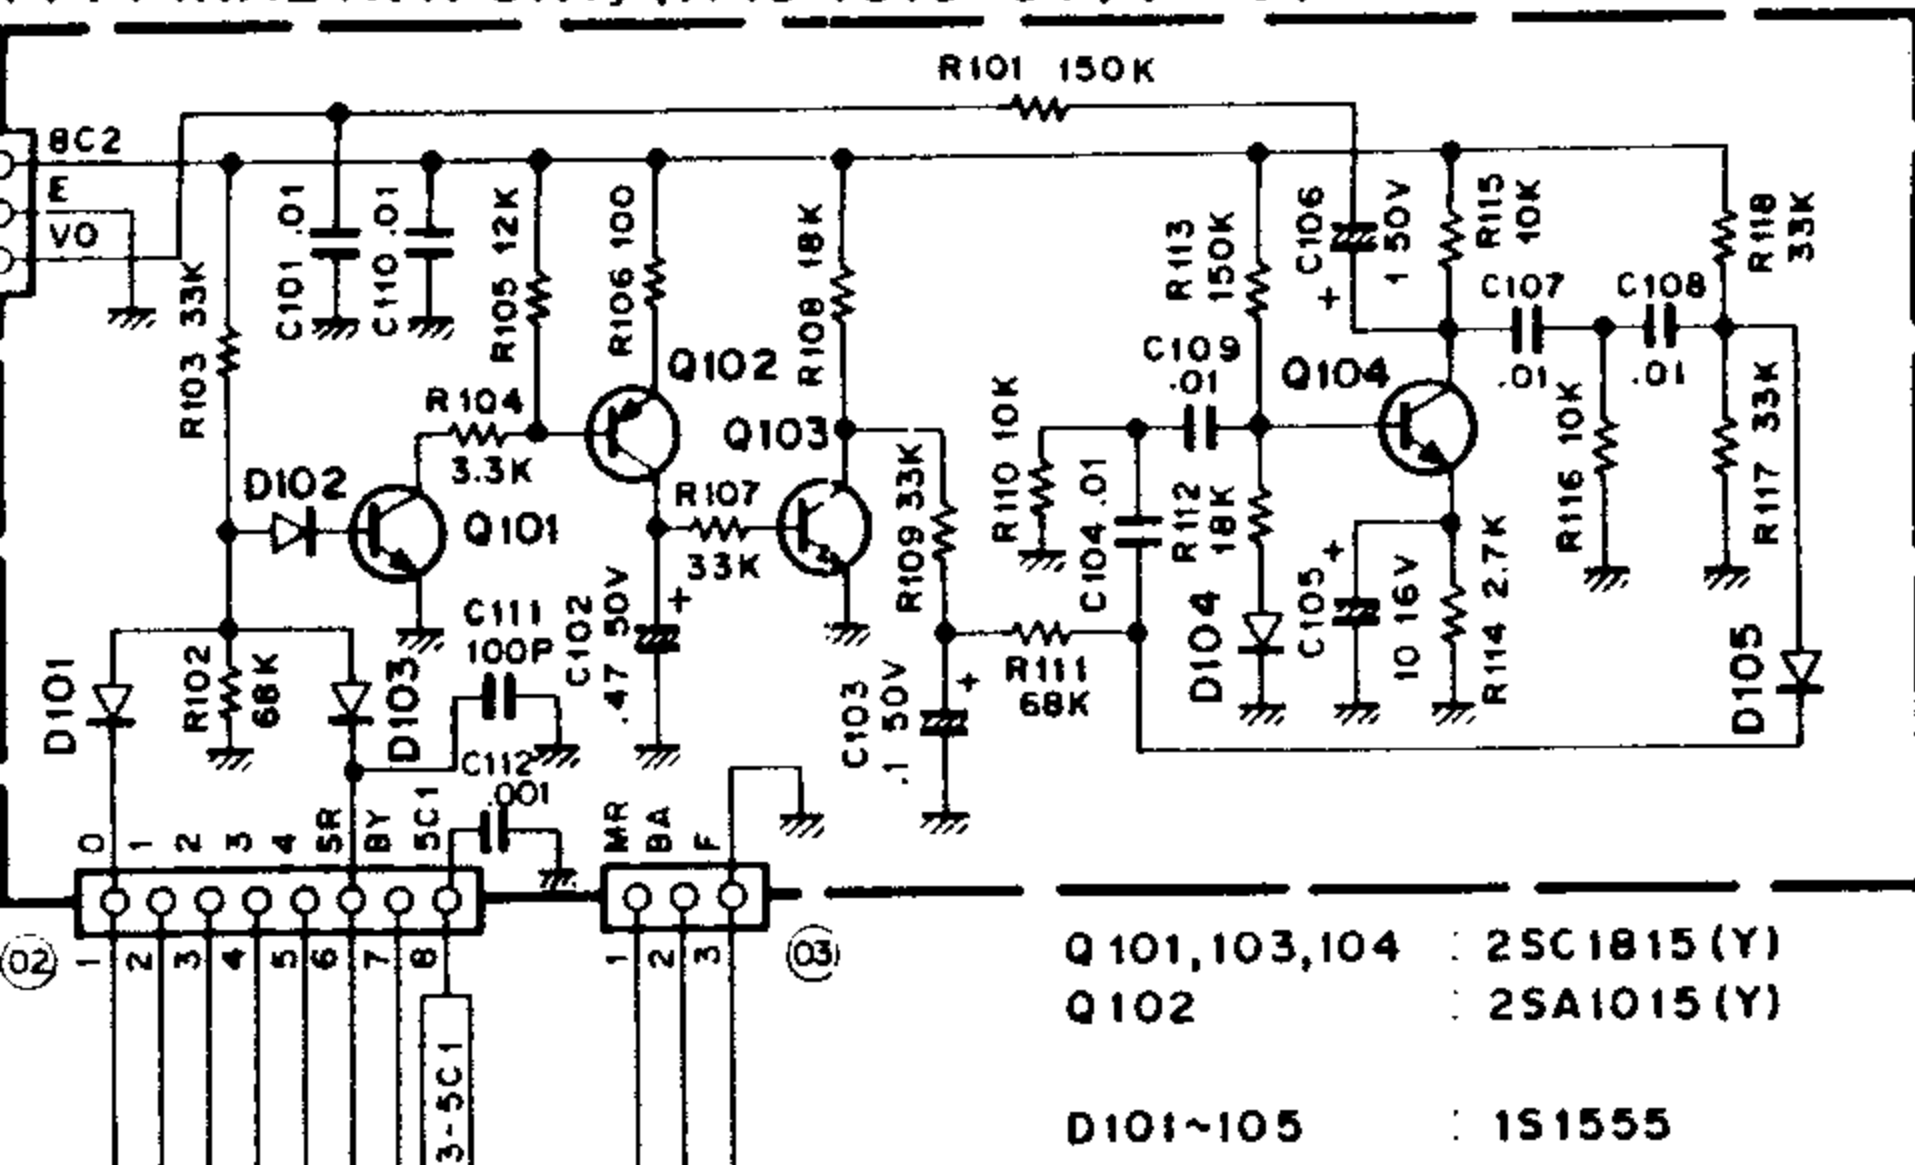 R101 150K
8C2
E
VO
R103 33K
C101 .01
C110 .01
R105 12K
R106 100
R108 18K
R113
150K
C106
1 50V
+
R115
10K
R118
33K
C107
.01
C108
.01
C109
.01
Q104
Q102
Q103
R104
3.3K
D102
Q101
R107
33K
R109 33K
R110 10K
C104 .01
R112
18K
R116 10K
R117 33K
D101
R102
68K
D103
C111
100P
C102
.47 50V
+
C103
.1 50V
+
R111
68K
D104
C105
+
10 16V
R114 2.7K
D105
C112
.001
0
1
2
3
4
SR
BY
5C1
MR
BA
F
02
1
2
3
4
5
6
7
8
1
2
3
03
3-5C1
Q101,103,104 : 2SC1815(Y)
Q102 : 2SA1015(Y)
D101~105 : 1S1555